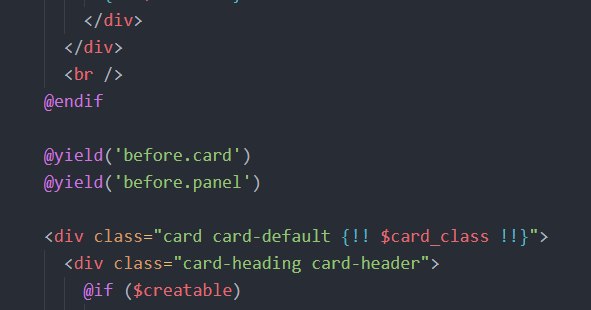 </div>
</div>
<br />
@endif
@yield('before.card')
@yield('before.panel')
<div class="card card-default {!! $card_class !!}">
<div class="card-heading card-header">
@if ($creatable)